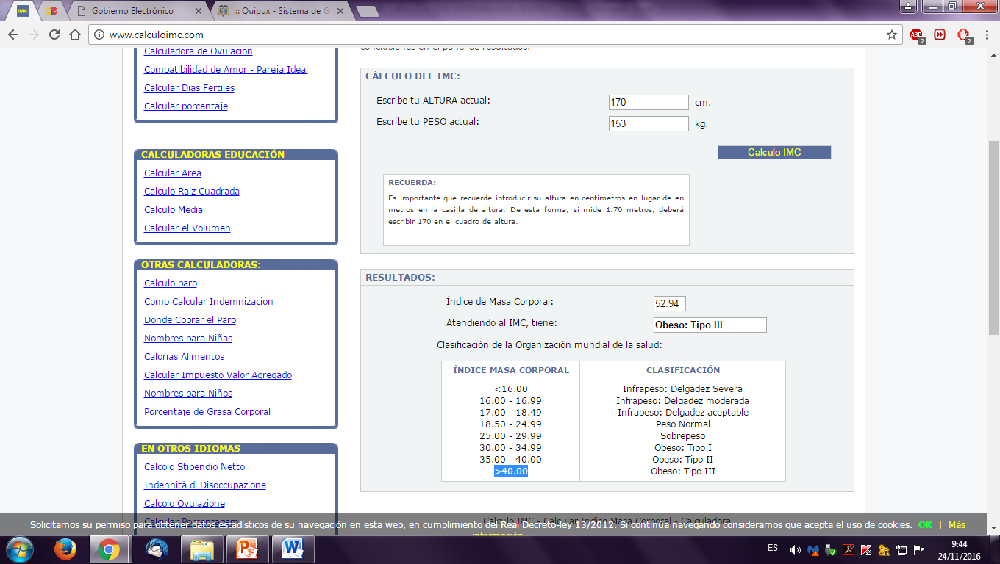 IMC
Gobierno Electrónico
.:: Quipux - Sistema de G
www.calculoimc.com
ABP
2
2
Calculadora de Ovulación
Compatibilidad de Amor - Pareja Ideal
Calcular Dias Fertiles
Calcular porcentaje
CALCULADORAS EDUCACIÓN
Calcular Area
Calculo Raiz Cuadrada
Calculo Media
Calcular el Volumen
OTRAS CALCULADORAS:
Calculo paro
Como Calcular Indemnizacion
Donde Cobrar el Paro
Nombres para Niñas
Calorias Alimentos
Calcular Impuesto Valor Agregado
Nombres para Niños
Porcentaje de Grasa Corporal
EN OTROS IDIOMAS
Calcolo Stipendio Netto
Indennità di Disoccupazione
Calcolo Ovulazione
Calcular Porcentagem
conclusiones en el panel de resultados.
CÁLCULO DEL IMC:
Escribe tu ALTURA actual: 170 cm.
Escribe tu PESO actual: 153 kg.
Calculo IMC
RECUERDA:
Es importante que recuerde introducir su altura en centimetros en lugar de en
metros en la casilla de altura. De esta forma, si mide 1.70 metros, deberá
escribir 170 en el cuadro de altura.
RESULTADOS:
Índice de Masa Corporal: 52.94
Atendiendo al IMC, tiene: Obeso: Tipo III
Clasificación de la Organización mundial de la salud:
ÍNDICE MASA CORPORAL CLASIFICACIÓN
<16.00 Infrapeso: Delgadez Severa
16.00 - 16.99 Infrapeso: Delgadez moderada
17.00 - 18.49 Infrapeso: Delgadez aceptable
18.50 - 24.99 Peso Normal
25.00 - 29.99 Sobrepeso
30.00 - 34.99 Obeso: Tipo I
35.00 - 40.00 Obeso: Tipo II
>40.00 Obeso: Tipo III
Calculo IMC - Calcular Indice Masa Corporal - Calculadora
Solicitamos su permiso para obtener datos estadísticos de su navegación en esta web, en cumplimiento del Real Decreto-ley 13/2012. Si continúa navegando consideramos que acepta el uso de cookies. OK | Más
información
ES
9:44
24/11/2016